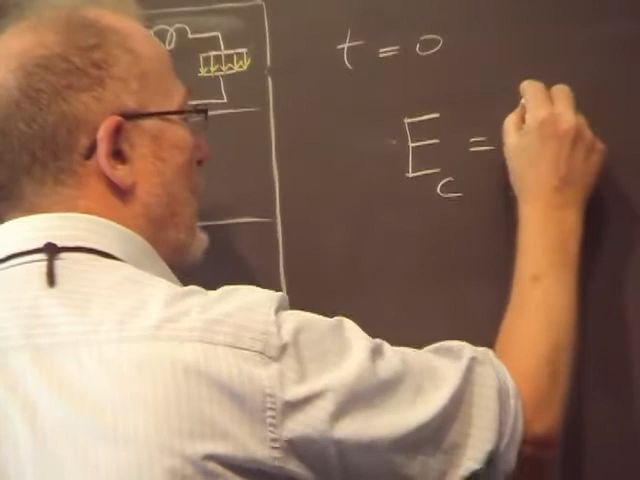 t = 0
E_c =